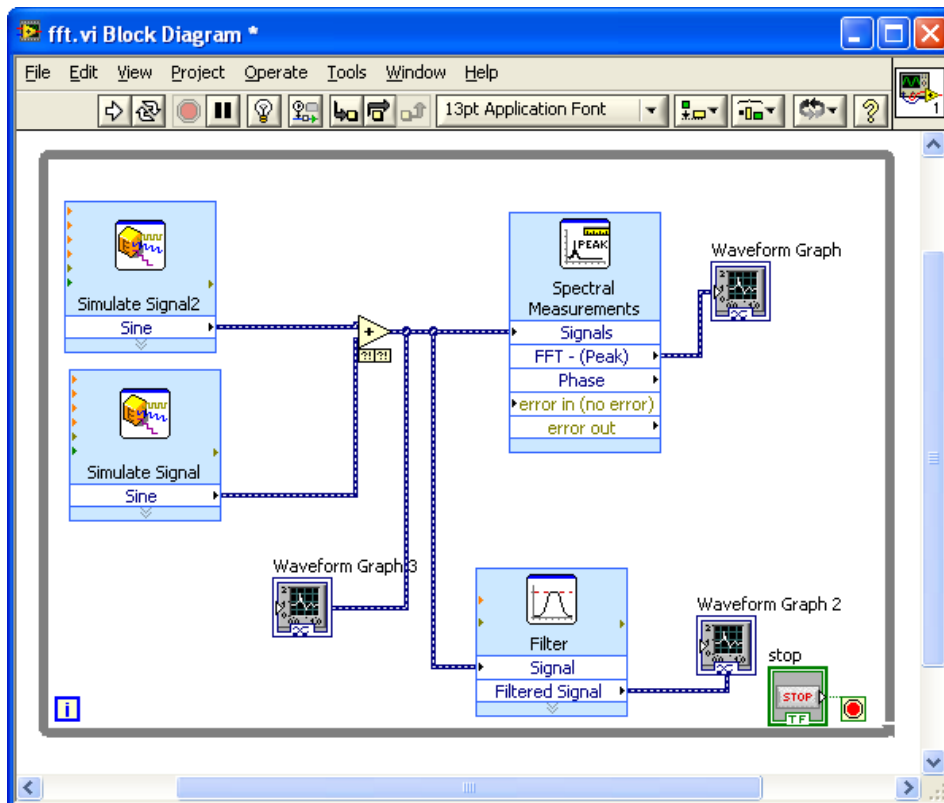 fft.vi Block Diagram *
File Edit View Project Operate Tools Window Help
13pt Application Font
1
Simulate Signal2
Sine
Simulate Signal
Sine
+
?! ?!
PEAK
Spectral
Measurements
Signals
FFT - (Peak)
Phase
error in (no error)
error out
Waveform Graph
Waveform Graph 3
Filter
Signal
Filtered Signal
Waveform Graph 2
stop
STOP
TF
i